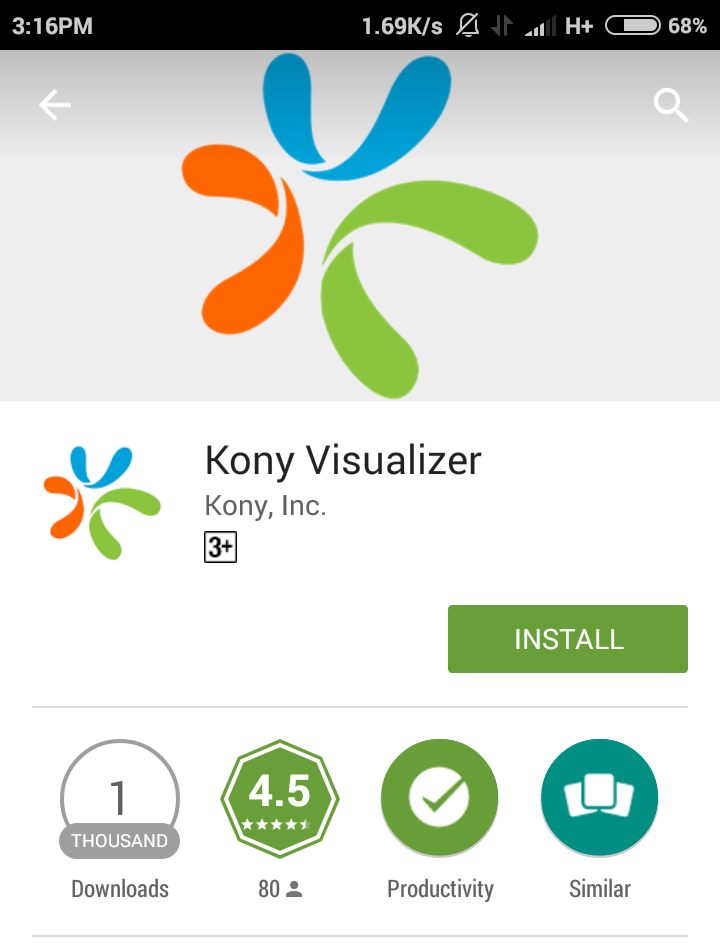 3:16PM 1.69K/s H+ 68%
Kony Visualizer
Kony, Inc.
3+
INSTALL
1 4.5
THOUSAND
Downloads 80 Productivity Similar